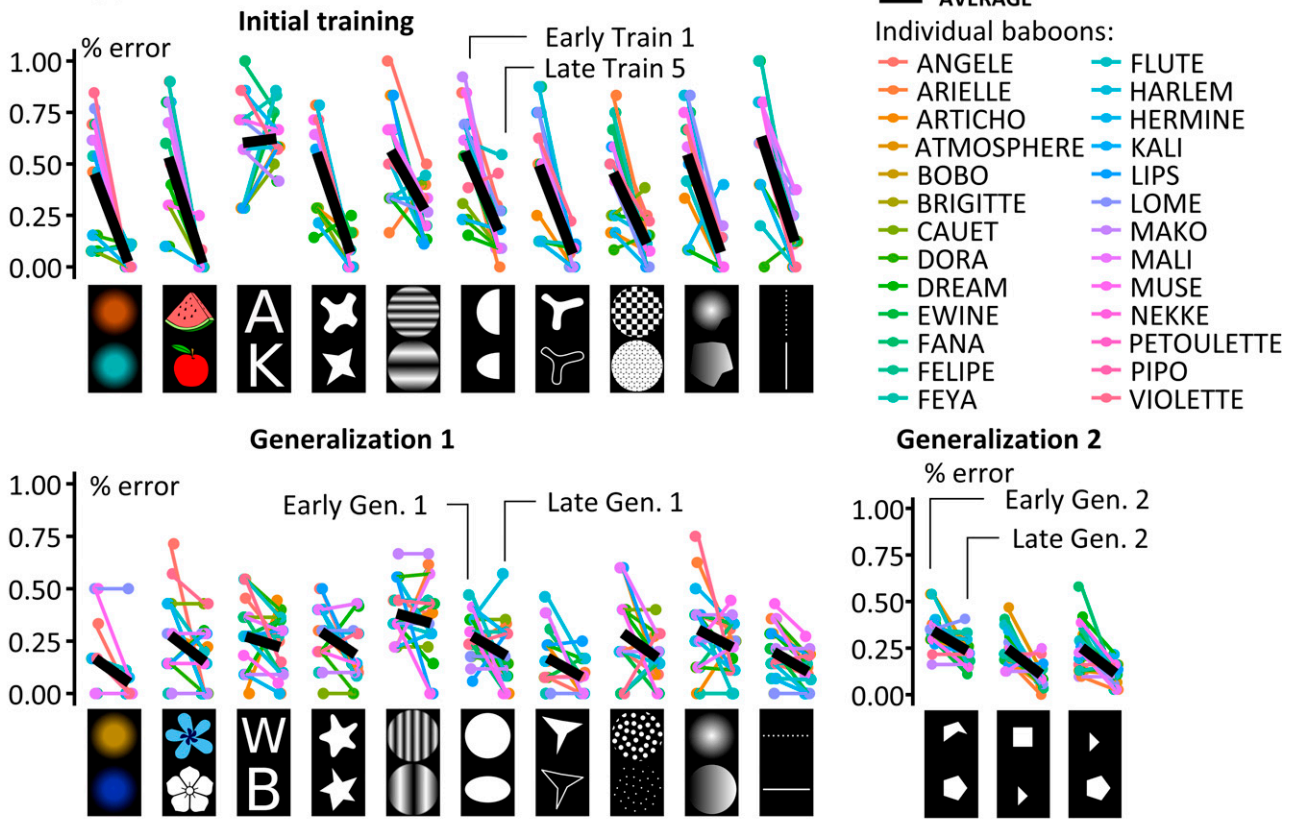 AVERAGE
Initial training
% error
Early Train 1
Late Train 5
1.00
0.75
0.50
0.25
0.00
A
K
Individual baboons:
ANGELE
ARIELLE
ARTICHO
ATMOSPHERE
BOBO
BRIGITTE
CAUET
DORA
DREAM
EWINE
FANA
FELIPE
FEYA
FLUTE
HARLEM
HERMINE
KALI
LIPS
LOME
MAKO
MALI
MUSE
NEKKE
PETOULETTE
PIPO
VIOLETTE
Generalization 1
% error
Early Gen. 1
Late Gen. 1
1.00
0.75
0.50
0.25
0.00
W
B
Generalization 2
% error
Early Gen. 2
Late Gen. 2
1.00
0.75
0.50
0.25
0.00